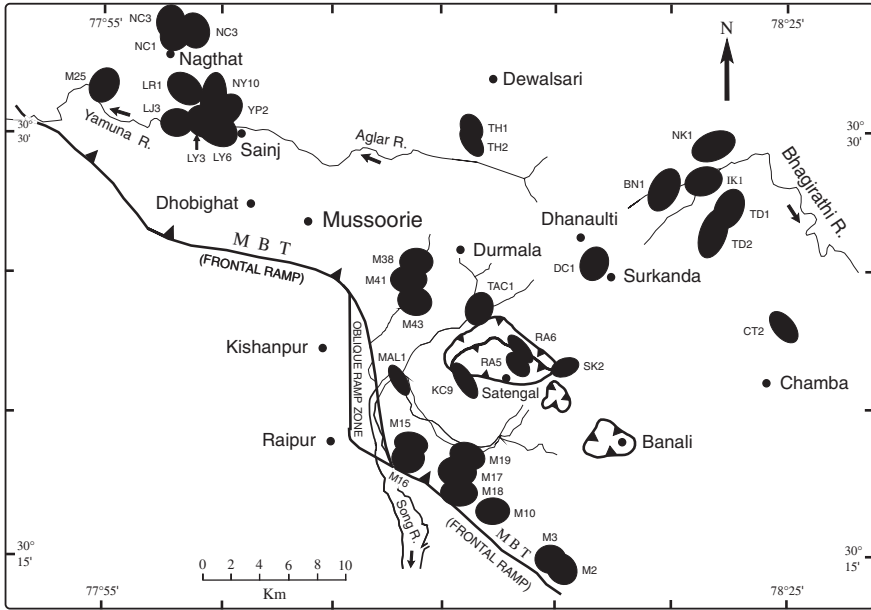 77°55'
78°25'
NC3
NC3
NC1
Nagthat
N
M25
LR1
NY10
Dewalsari
LJ3
YP2
30°
30'
Yamuna R.
LY3
LY6
Sainj
Aglar R.
TH1
TH2
30°
30'
NK1
BN1
IK1
Bhagirathi R.
TD1
TD2
Dhobighat
Mussoorie
Dhanaulti
MBT
(FRONTAL RAMP)
M38
M41
M43
Durmala
DC1
Surkanda
TAC1
CT2
OBLIQUE RAMP ZONE
Kishanpur
RA6
RA5
SK2
MAL1
KC9
Satengal
Chamba
Raipur
M15
M16
M19
M17
M18
Banali
M10
Song R.
MBT
(FRONTAL RAMP)
M3
M2
30°
15'
30°
15'
0 2 4 6 8 10
Km
77°55'
78°25'